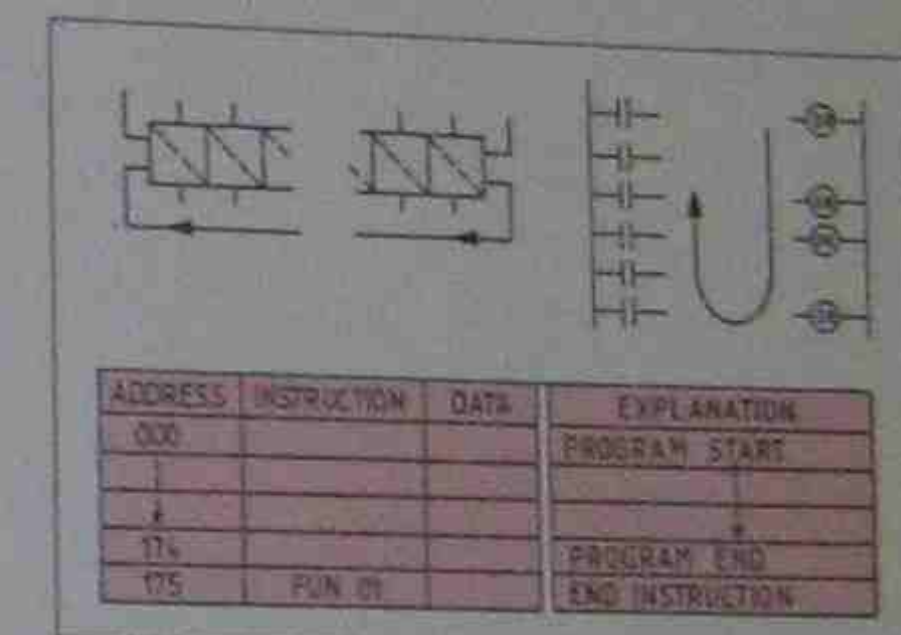 ADDRESS INSTRUCTION DATA EXPLANATION
000 PROGRAM START
174 PROGRAM END
175 FUN 01 END INSTRUCTION